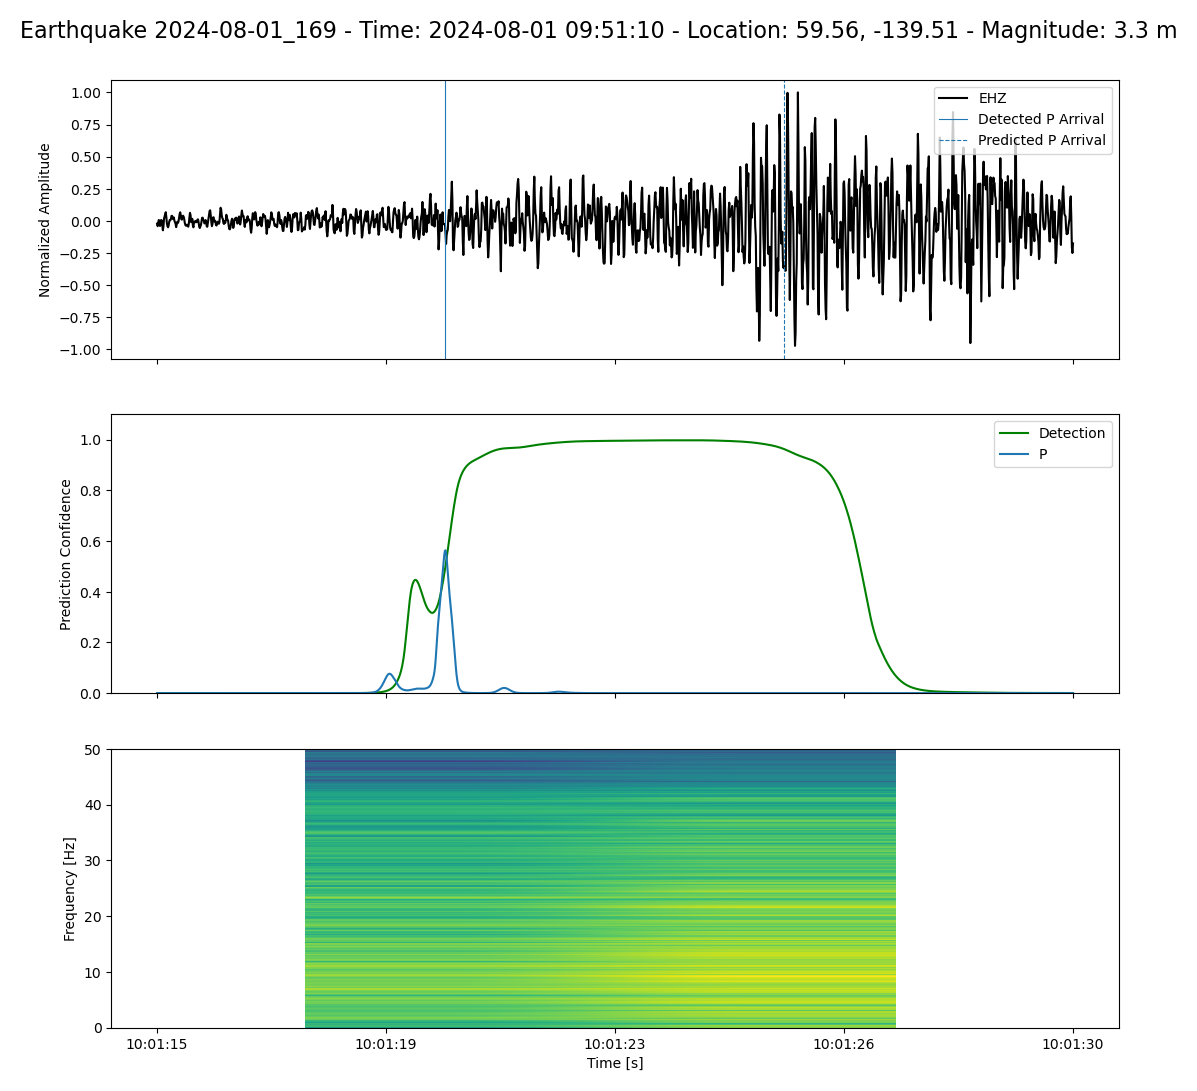 Earthquake 2024-08-01_169 - Time: 2024-08-01 09:51:10 - Location: 59.56, -139.51 - Magnitude: 3.3 m
1.00
0.75
0.50
0.25
0.00
−0.25
−0.50
−0.75
−1.00
Normalized Amplitude
EHZ
Detected P Arrival
Predicted P Arrival
1.0
0.8
0.6
0.4
0.2
0.0
Prediction Confidence
Detection
P
50
40
30
20
10
0
Frequency [Hz]
10:01:15
10:01:19
10:01:23
10:01:26
10:01:30
Time [s]